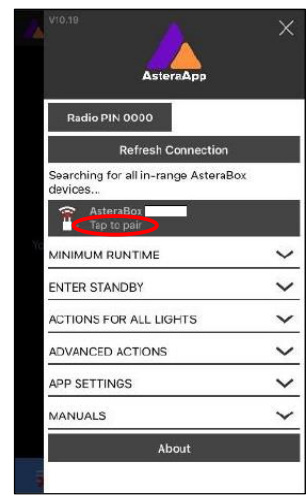 V10.19
AsteraApp
Radio PIN 0000
Refresh Connection
Searching for all in-range AsteraBox
devices...
AsteraBox
Tap to pair
MINIMUM RUNTIME
ENTER STANDBY
ACTIONS FOR ALL LIGHTS
ADVANCED ACTIONS
APP SETTINGS
MANUALS
About